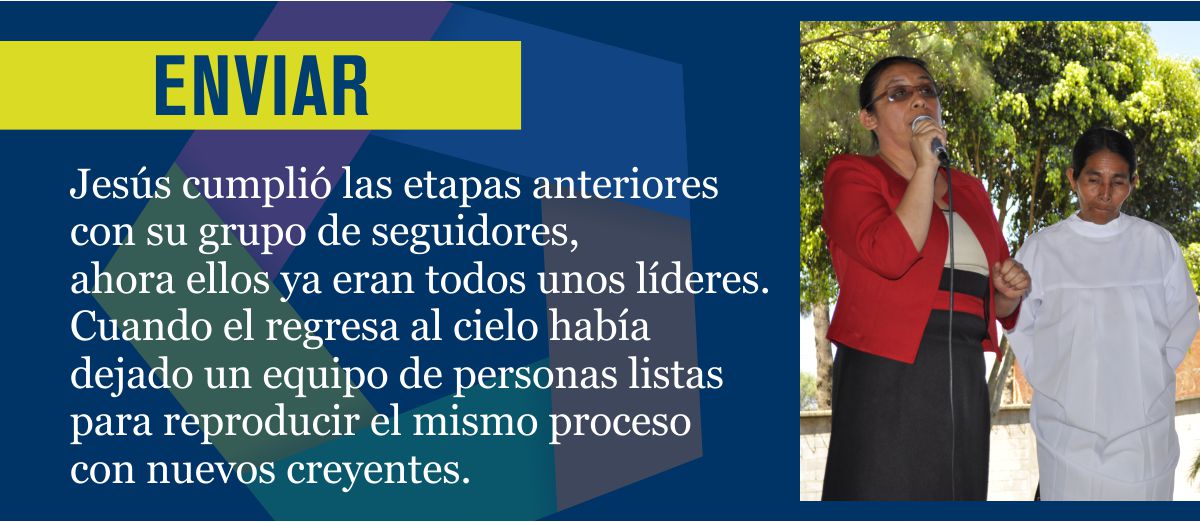 ENVIAR
Jesús cumplió las etapas anteriores
con su grupo de seguidores,
ahora ellos ya eran todos unos líderes.
Cuando el regresa al cielo había
dejado un equipo de personas listas
para reproducir el mismo proceso
con nuevos creyentes.